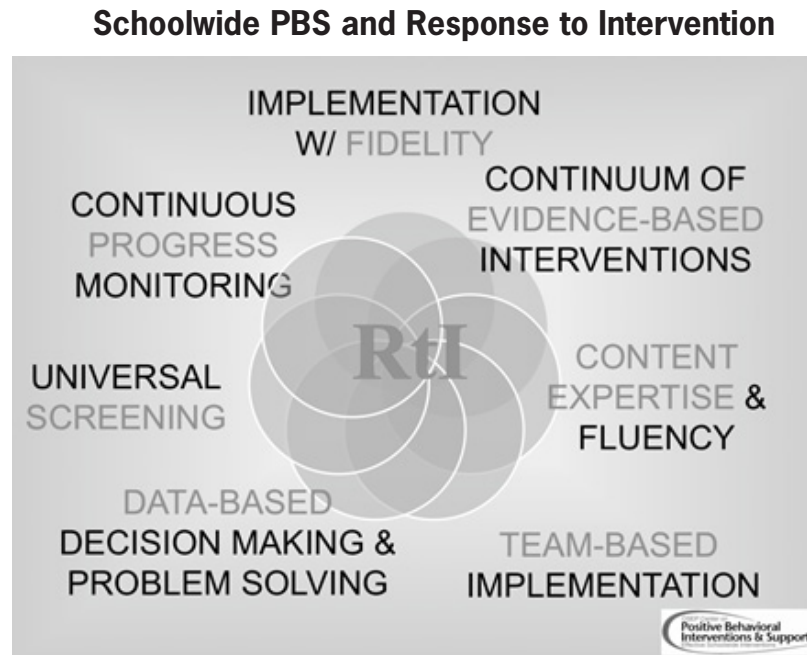 Schoolwide PBS and Response to Intervention
IMPLEMENTATION
W/ FIDELITY
CONTINUUM OF
EVIDENCE-BASED
INTERVENTIONS
CONTINUOUS
PROGRESS
MONITORING
RtI
CONTENT
EXPERTISE &
FLUENCY
UNIVERSAL
SCREENING
DATA-BASED
DECISION MAKING &
PROBLEM SOLVING
TEAM-BASED
IMPLEMENTATION
Positive Behavioral
Interventions & Support